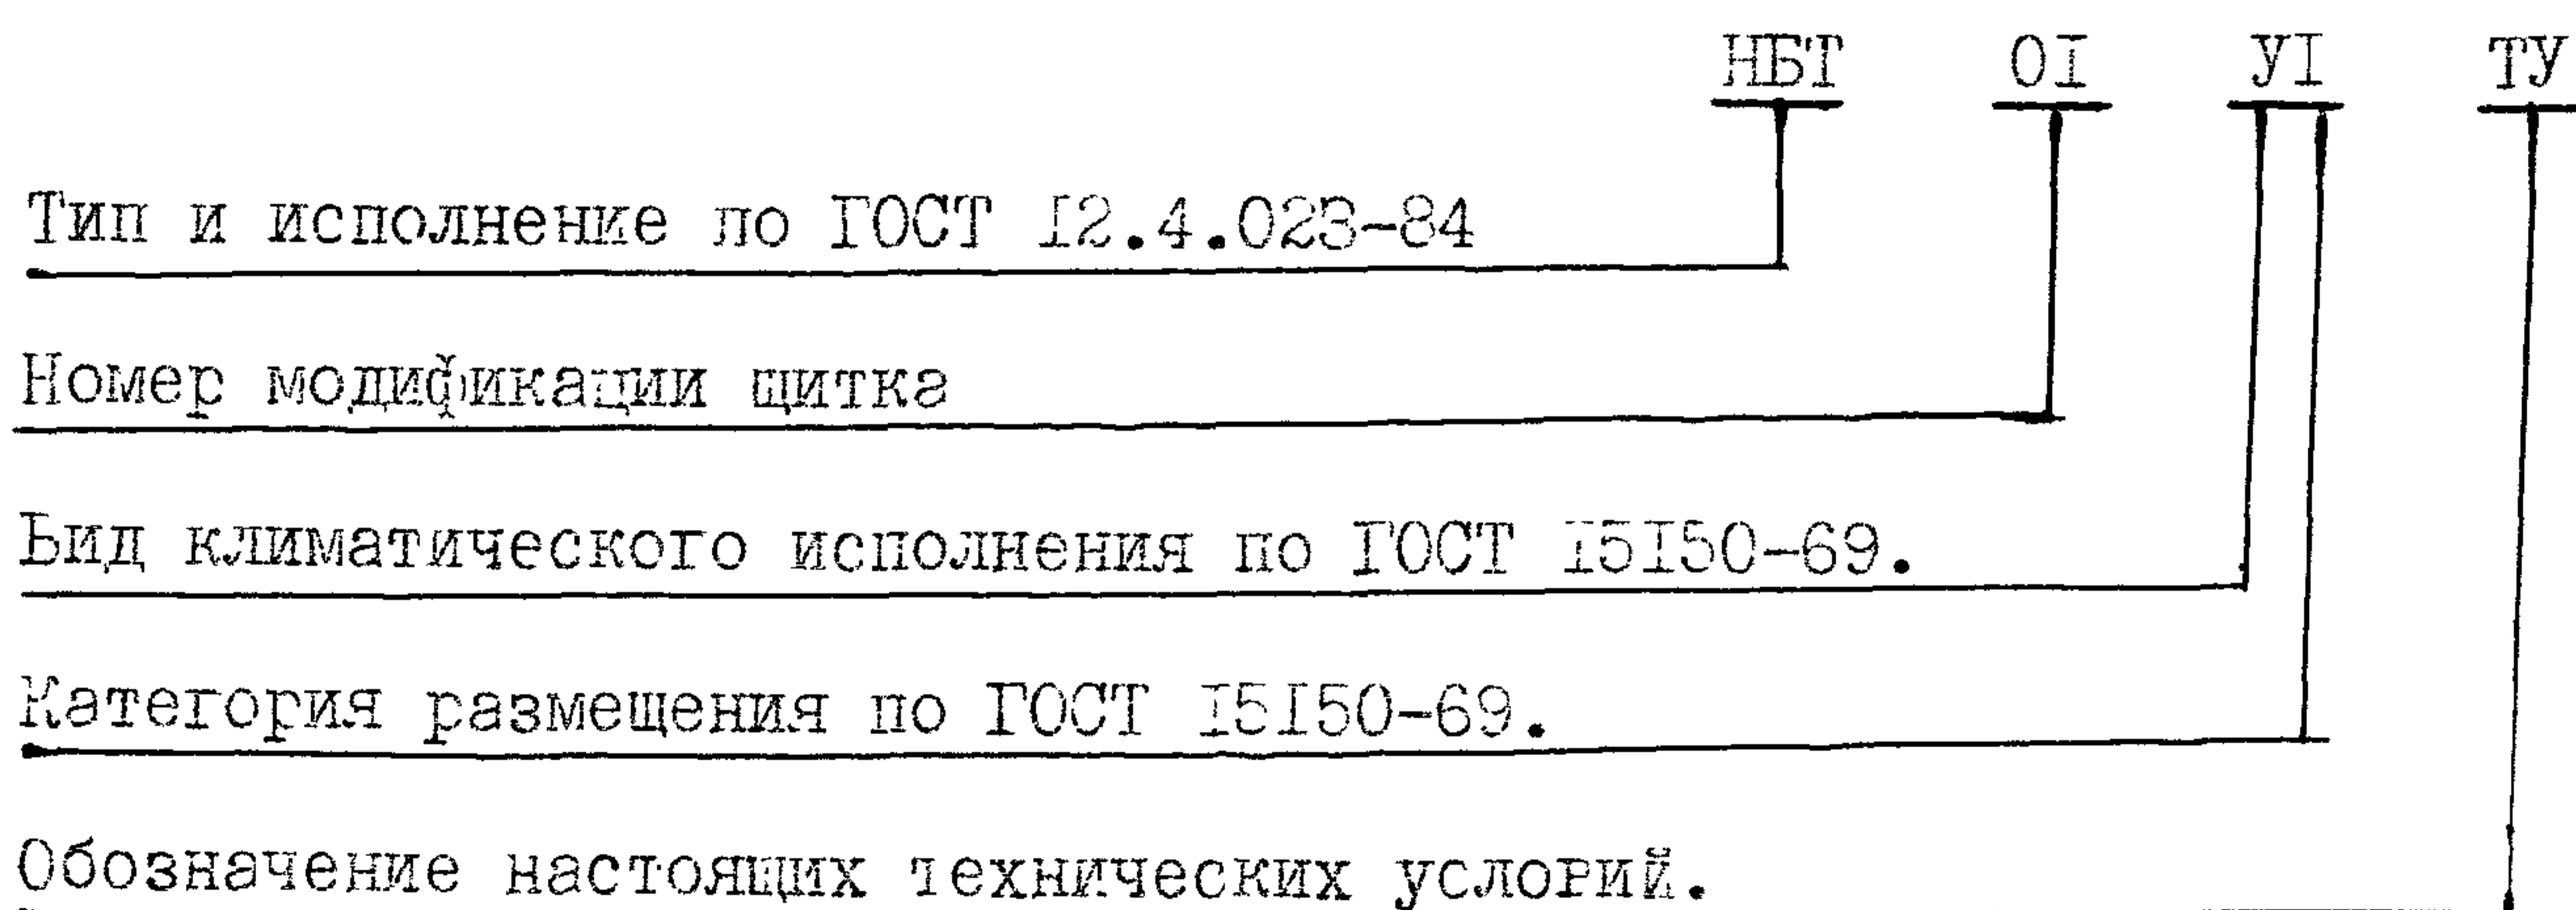 НБТ OI УI ТУ
Тип и исполнение по ГОСТ I2.4.023-84
Номер модификации щитка
Вид климатического исполнения по ГОСТ I5I50-69.
Категория размещения по ГОСТ I5I50-69.
Обозначение настоящих технических условий.